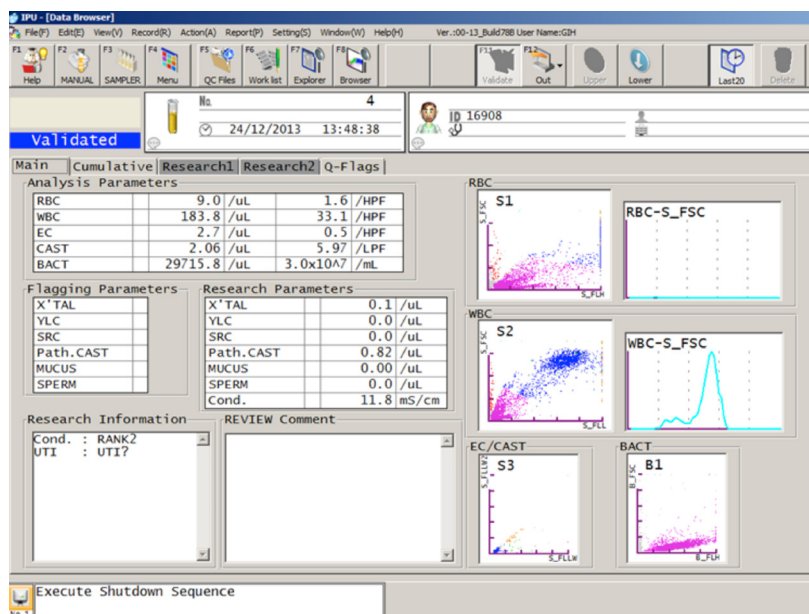 IPU - [Data Browser]
File(F) Edit(E) View(V) Record(R) Action(A) Report(P) Setting(S) Window(W) Help(H) Ver.:00-13_Build78B User Name:GIH
F1 F2 F3 F4 F5 F6 F7 F8 F11 F12
Help MANUAL SAMPLER Menu QC Files Work list Explorer Browser Validate Out Upper Lower Last20 Delete
No. 4
ID 16908
24/12/2013 13:48:38
Validated
Main Cumulative Research1 Research2 Q-Flags
Analysis Parameters
RBC 9.0 /uL 1.6 /HPF
WBC 183.8 /uL 33.1 /HPF
EC 2.7 /uL 0.5 /HPF
CAST 2.06 /uL 5.97 /LPF
BACT 29715.8 /uL 3.0x10^7 /mL
Flagging Parameters
X'TAL
YLC
SRC
Path.CAST
MUCUS
SPERM
Research Parameters
X'TAL 0.1 /uL
YLC 0.0 /uL
SRC 0.0 /uL
Path.CAST 0.82 /uL
MUCUS 0.00 /uL
SPERM 0.0 /uL
Cond. 11.8 mS/cm
Research Information
Cond. : RANK2
UTI : UTI?
REVIEW Comment
RBC
S_FSC
S1
S_FLH
RBC-S_FSC
WBC
S_FSC
S2
S_FLL
WBC-S_FSC
EC/CAST
S_FLLW2
S3
S_FLLW
BACT
B_FSC
B1
B_FLH
Execute Shutdown Sequence